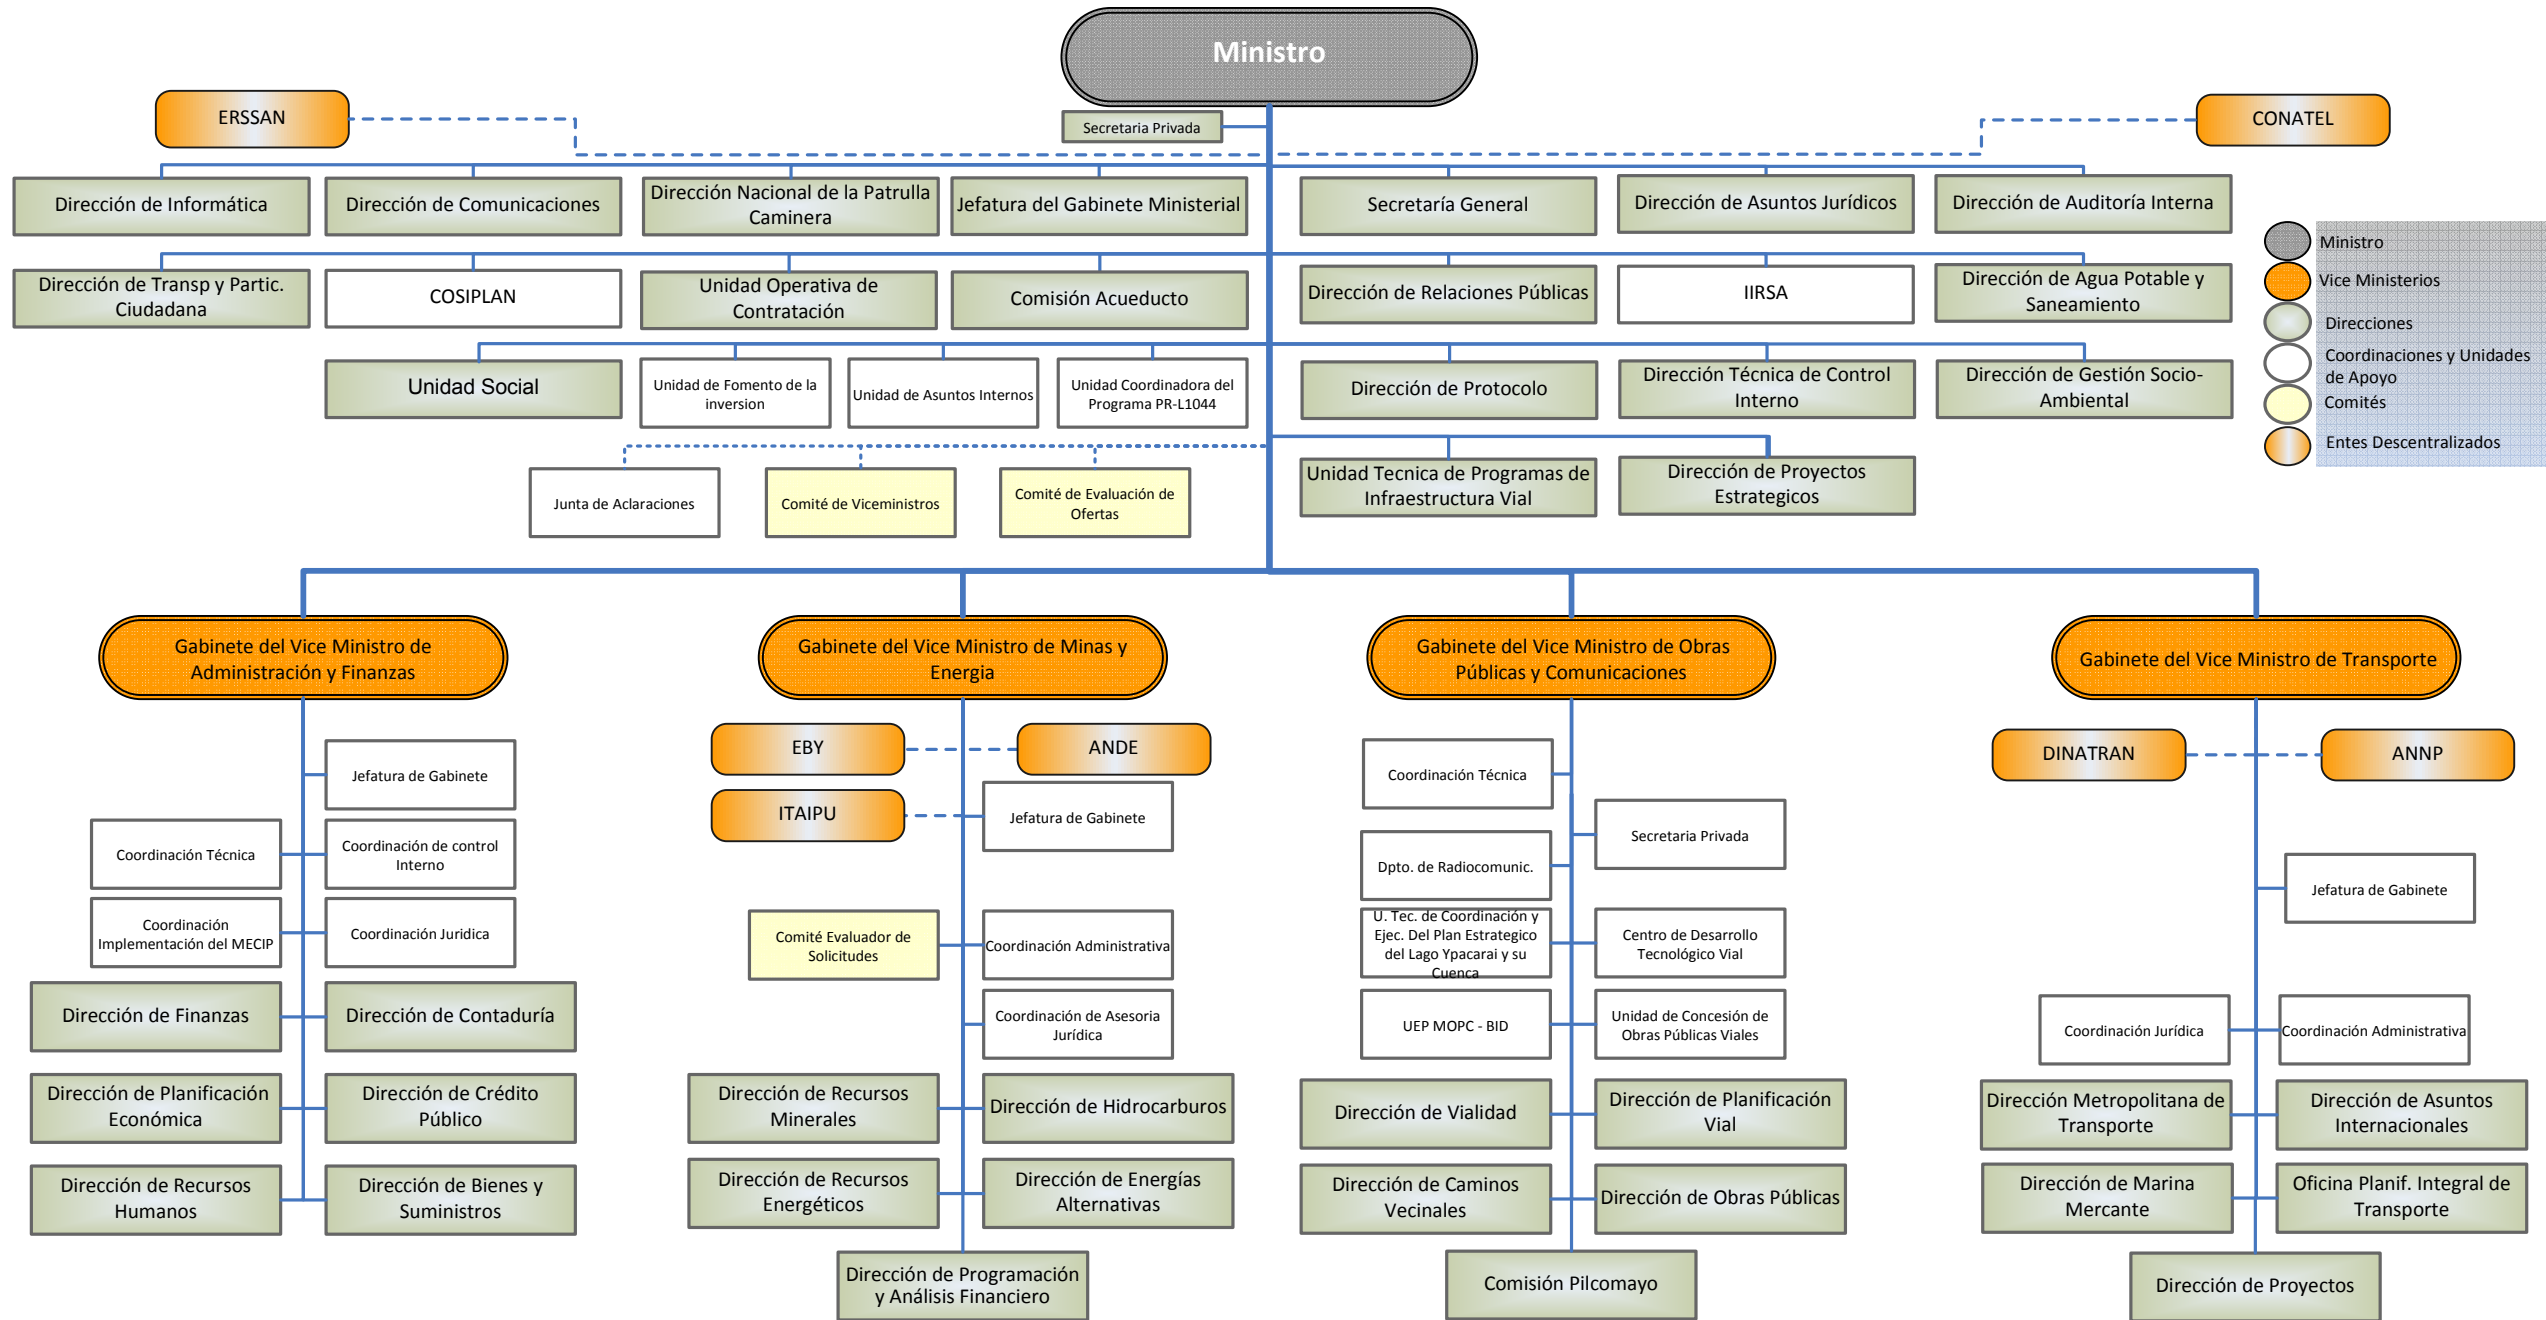 Ministro
ERSSAN
CONATEL
Secretaria Privada
Dirección de Informática
Dirección de Comunicaciones
Dirección Nacional de la Patrulla
Caminera
Jefatura del Gabinete Ministerial
Secretaría General
Dirección de Asuntos Jurídicos
Dirección de Auditoría Interna
Dirección de Transp y Partic.
Ciudadana
COSIPLAN
Unidad Operativa de
Contratación
Comisión Acueducto
Dirección de Relaciones Públicas
IIRSA
Dirección de Agua Potable y
Saneamiento
Unidad Social
Unidad de Fomento de la
inversion
Unidad de Asuntos Internos
Unidad Coordinadora del
Programa PR-L1044
Dirección de Protocolo
Dirección Técnica de Control
Interno
Dirección de Gestión Socio-
Ambiental
Ministro
Vice Ministerios
Direcciones
Coordinaciones y Unidades
de Apoyo
Comités
Entes Descentralizados
Junta de Aclaraciones
Comité de Viceministros
Comité de Evaluación de
Ofertas
Unidad Tecnica de Programas de
Infraestructura Vial
Dirección de Proyectos
Estrategicos
Gabinete del Vice Ministro de
Administración y Finanzas
Gabinete del Vice Ministro de Minas y
Energia
Gabinete del Vice Ministro de Obras
Públicas y Comunicaciones
Gabinete del Vice Ministro de Transporte
Jefatura de Gabinete
Coordinación Técnica
Coordinación de control
Interno
Coordinación
Implementación del MECIP
Coordinación Juridica
Dirección de Finanzas
Dirección de Contaduría
Dirección de Planificación
Económica
Dirección de Crédito
Público
Dirección de Recursos
Humanos
Dirección de Bienes y
Suministros
EBY
ANDE
ITAIPU
Jefatura de Gabinete
Comité Evaluador de
Solicitudes
Coordinación Administrativa
Coordinación de Asesoria
Jurídica
Dirección de Recursos
Minerales
Dirección de Hidrocarburos
Dirección de Recursos
Energéticos
Dirección de Energías
Alternativas
Dirección de Programación
y Análisis Financiero
Coordinación Técnica
Secretaria Privada
Dpto. de Radiocomunic.
U. Tec. de Coordinación y
Ejec. Del Plan Estrategico
del Lago Ypacarai y su
Cuenca
Centro de Desarrollo
Tecnológico Vial
UEP MOPC - BID
Unidad de Concesión de
Obras Públicas Viales
Dirección de Vialidad
Dirección de Planificación
Vial
Dirección de Caminos
Vecinales
Dirección de Obras Públicas
Comisión Pilcomayo
DINATRAN
ANNP
Jefatura de Gabinete
Coordinación Jurídica
Coordinación Administrativa
Dirección Metropolitana de
Transporte
Dirección de Asuntos
Internacionales
Dirección de Marina
Mercante
Oficina Planif. Integral de
Transporte
Dirección de Proyectos